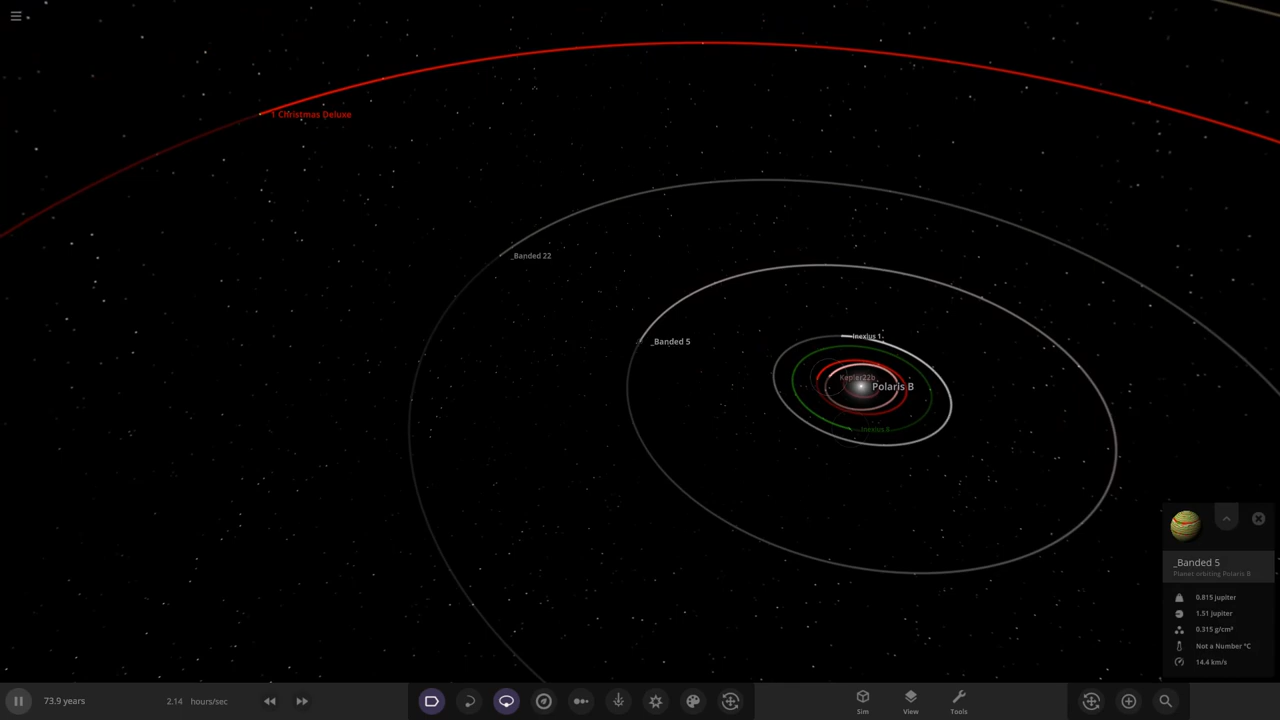 1 Christmas Deluxe
_Banded 22
Inexius 1
_Banded 5
Kepler22b
Polaris B
Inexius 8
_Banded 5
Planet orbiting Polaris B
0.815 jupiter
1.51 jupiter
0.315 g/cm³
Not a Number °C
14.4 km/s
73.9 years
2.14 hours/sec
Sim
View
Tools